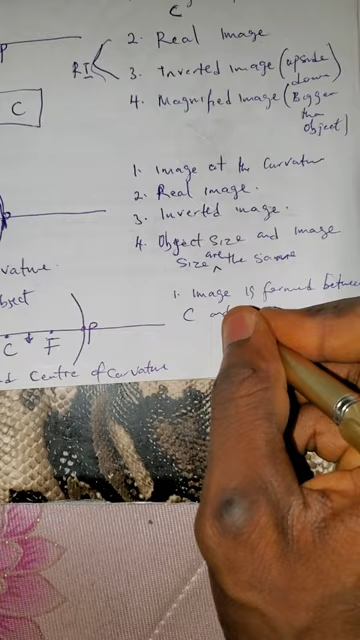 C
P
2. Real Image
RI
3. Inverted image (upside down)
C
4. Magnified Image (Bigger than object)
1. Image at the Curvature
2. Real image.
P
3. Inverted image.
4. Object size and image
size are the same
vature
object
1. Image is formed between
C
C F P
d centre of curvature